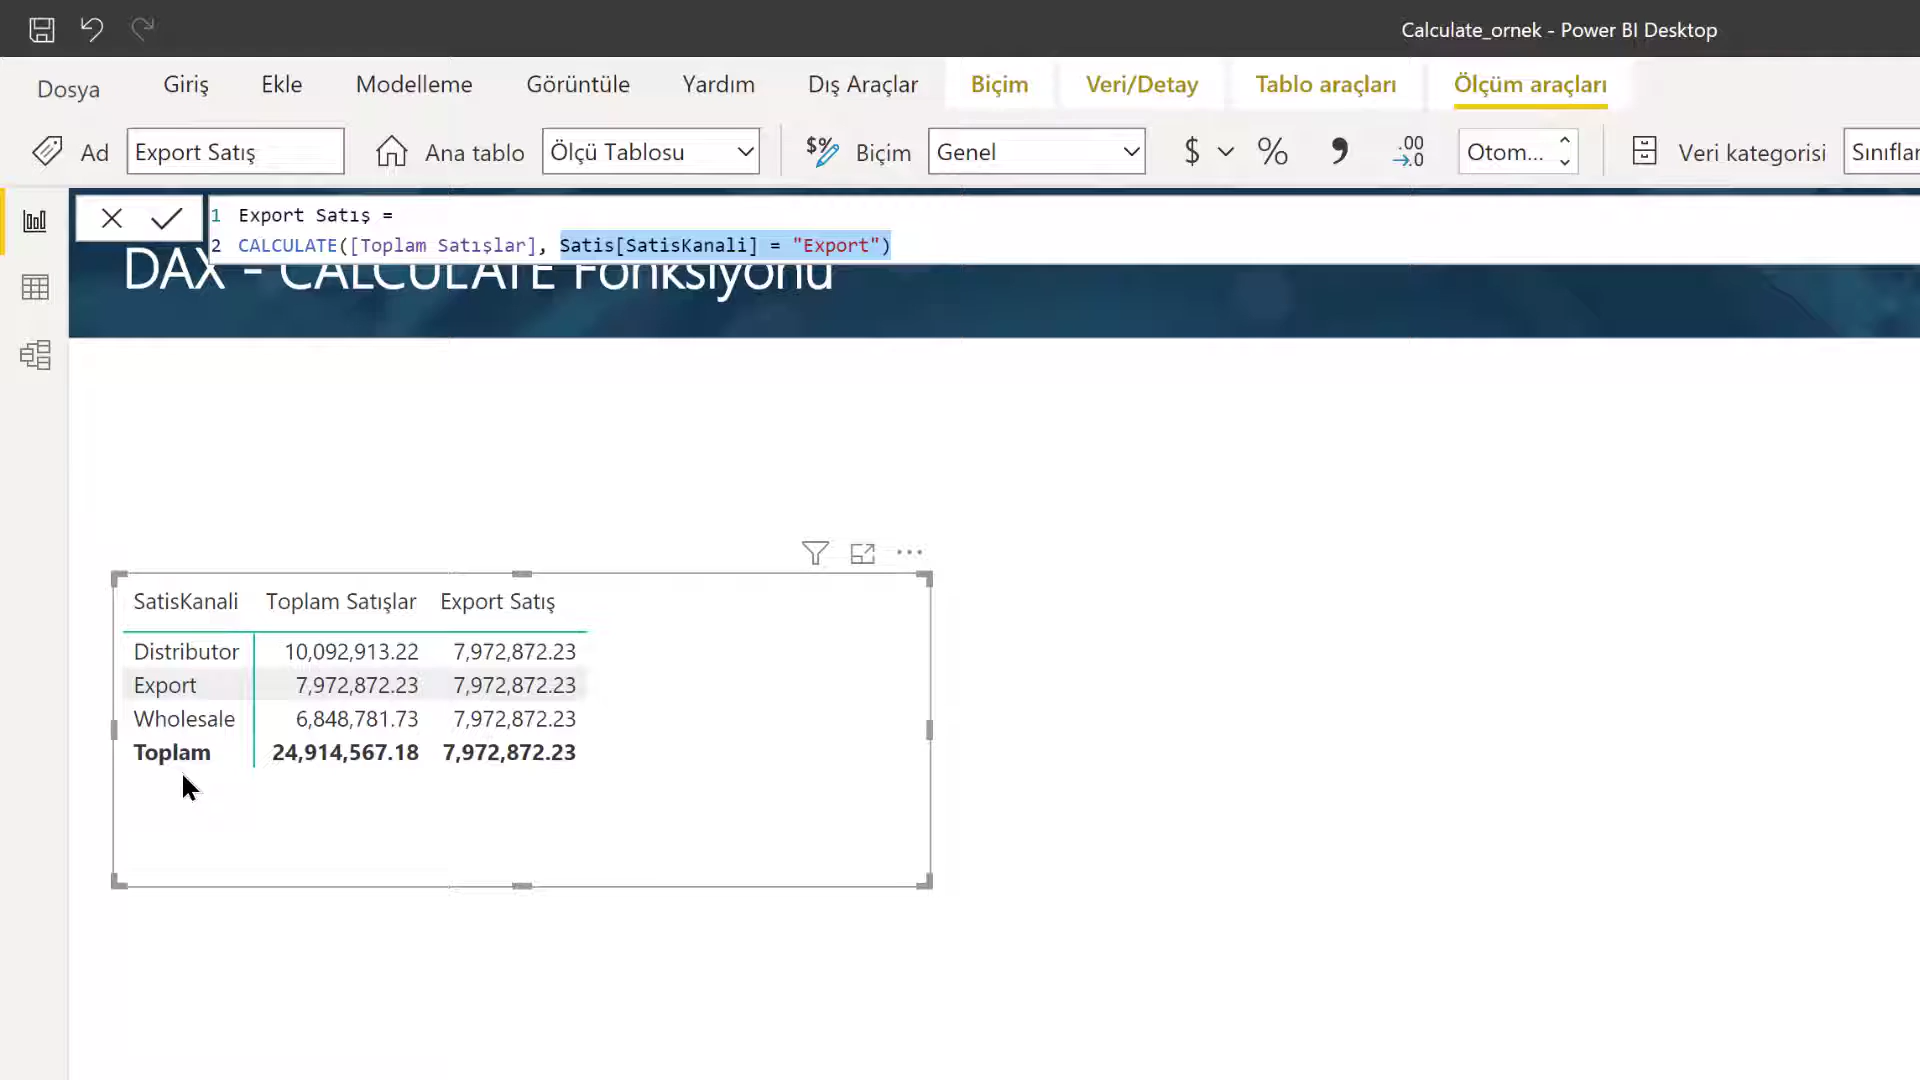 Calculate_ornek - Power BI Desktop
Dosya Giriş Ekle Modelleme Görüntüle Yardım Dış Araçlar Biçim Veri/Detay Tablo araçları Ölçüm araçları
Ad Export Satış Ana tablo Ölçü Tablosu $% Biçim Genel $ % , .00 →.0 Otom... Veri kategorisi Sınıflar
1 Export Satış =
2 CALCULATE([Toplam Satışlar], Satis[SatisKanali] = "Export")
DAX - CALCULATE Fonksiyonu
SatisKanali Toplam Satışlar Export Satış
Distributor 10,092,913.22 7,972,872.23
Export 7,972,872.23 7,972,872.23
Wholesale 6,848,781.73 7,972,872.23
Toplam 24,914,567.18 7,972,872.23